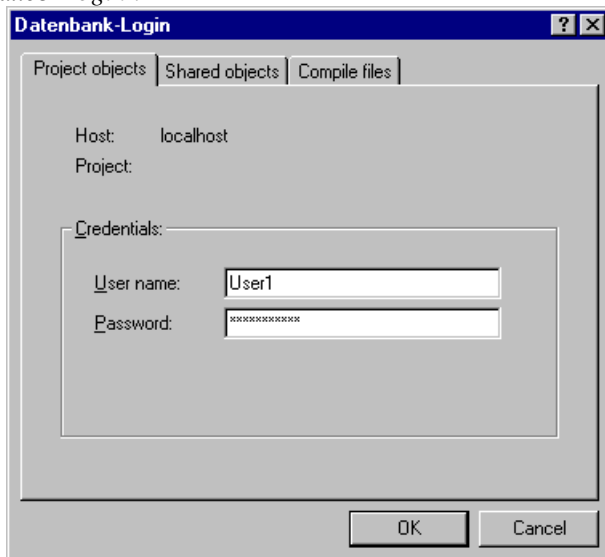 Datenbank-Login
Project objects Shared objects Compile files
Host: localhost
Project:
Credentials:
User name: User1
Password: ***********
OK Cancel